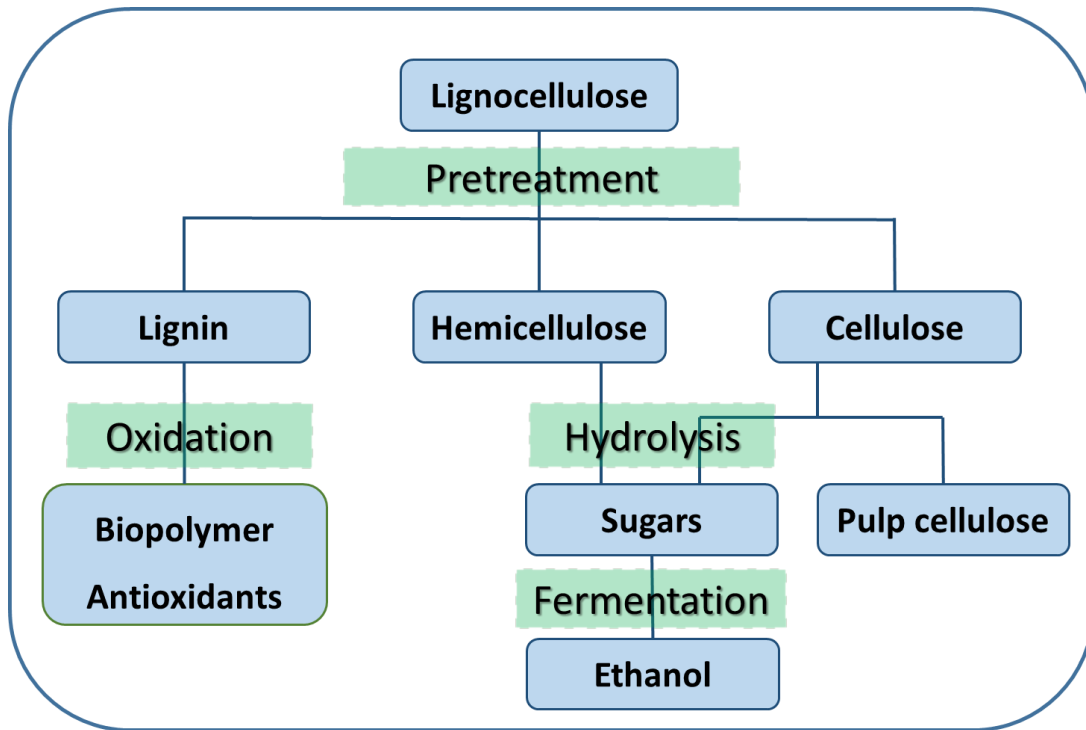 Lignocellulose
Pretreatment
Lignin
Hemicellulose
Cellulose
Oxidation
Hydrolysis
Biopolymer
Antioxidants
Sugars
Pulp cellulose
Fermentation
Ethanol